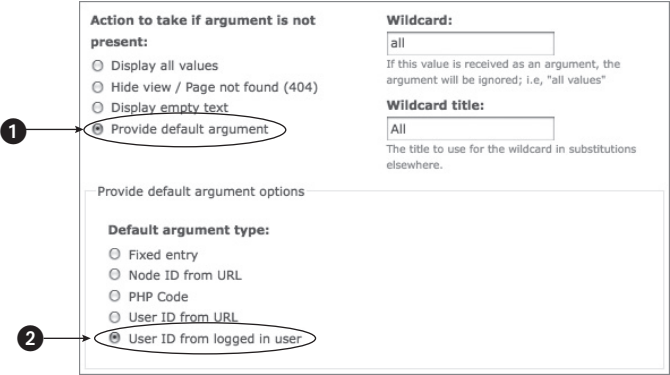 Action to take if argument is not
present:
Display all values
Hide view / Page not found (404)
Display empty text
1
Provide default argument
Wildcard:
all
If this value is received as an argument, the
argument will be ignored; i.e, "all values"
Wildcard title:
All
The title to use for the wildcard in substitutions
elsewhere.
Provide default argument options
Default argument type:
Fixed entry
Node ID from URL
PHP Code
User ID from URL
2
User ID from logged in user